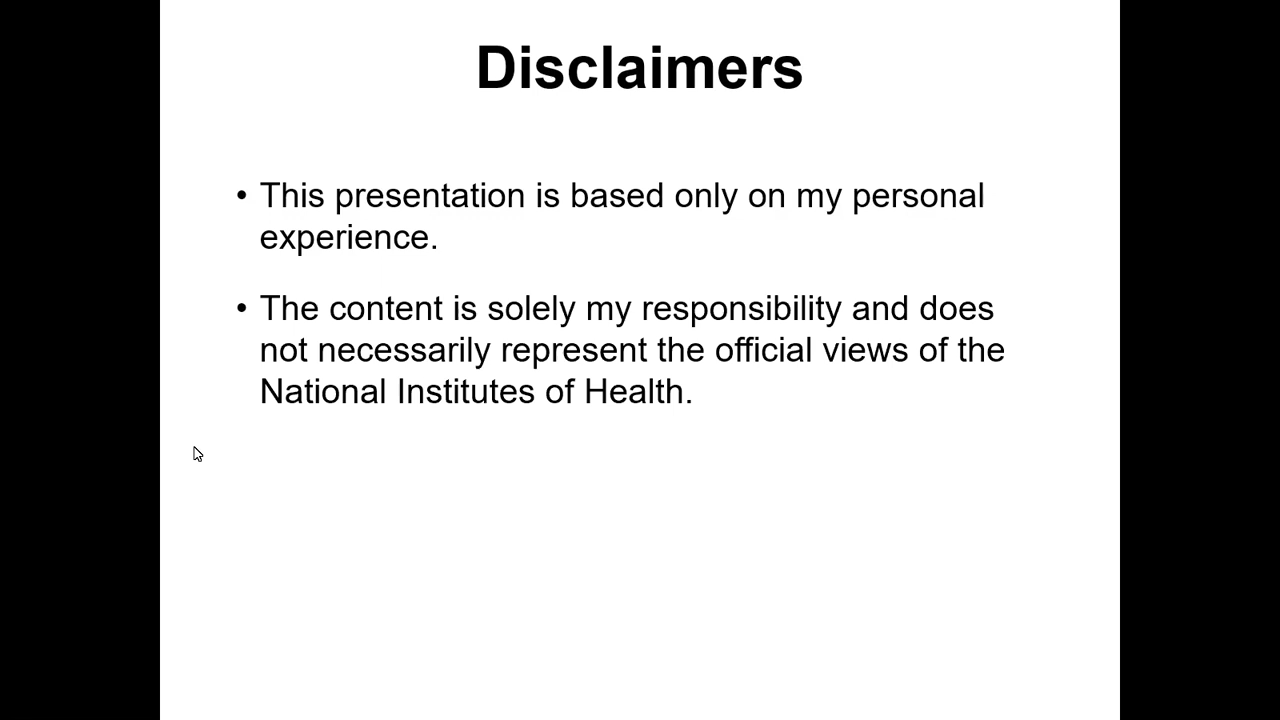 Disclaimers
• This presentation is based only on my personal
experience.
• The content is solely my responsibility and does
not necessarily represent the official views of the
National Institutes of Health.